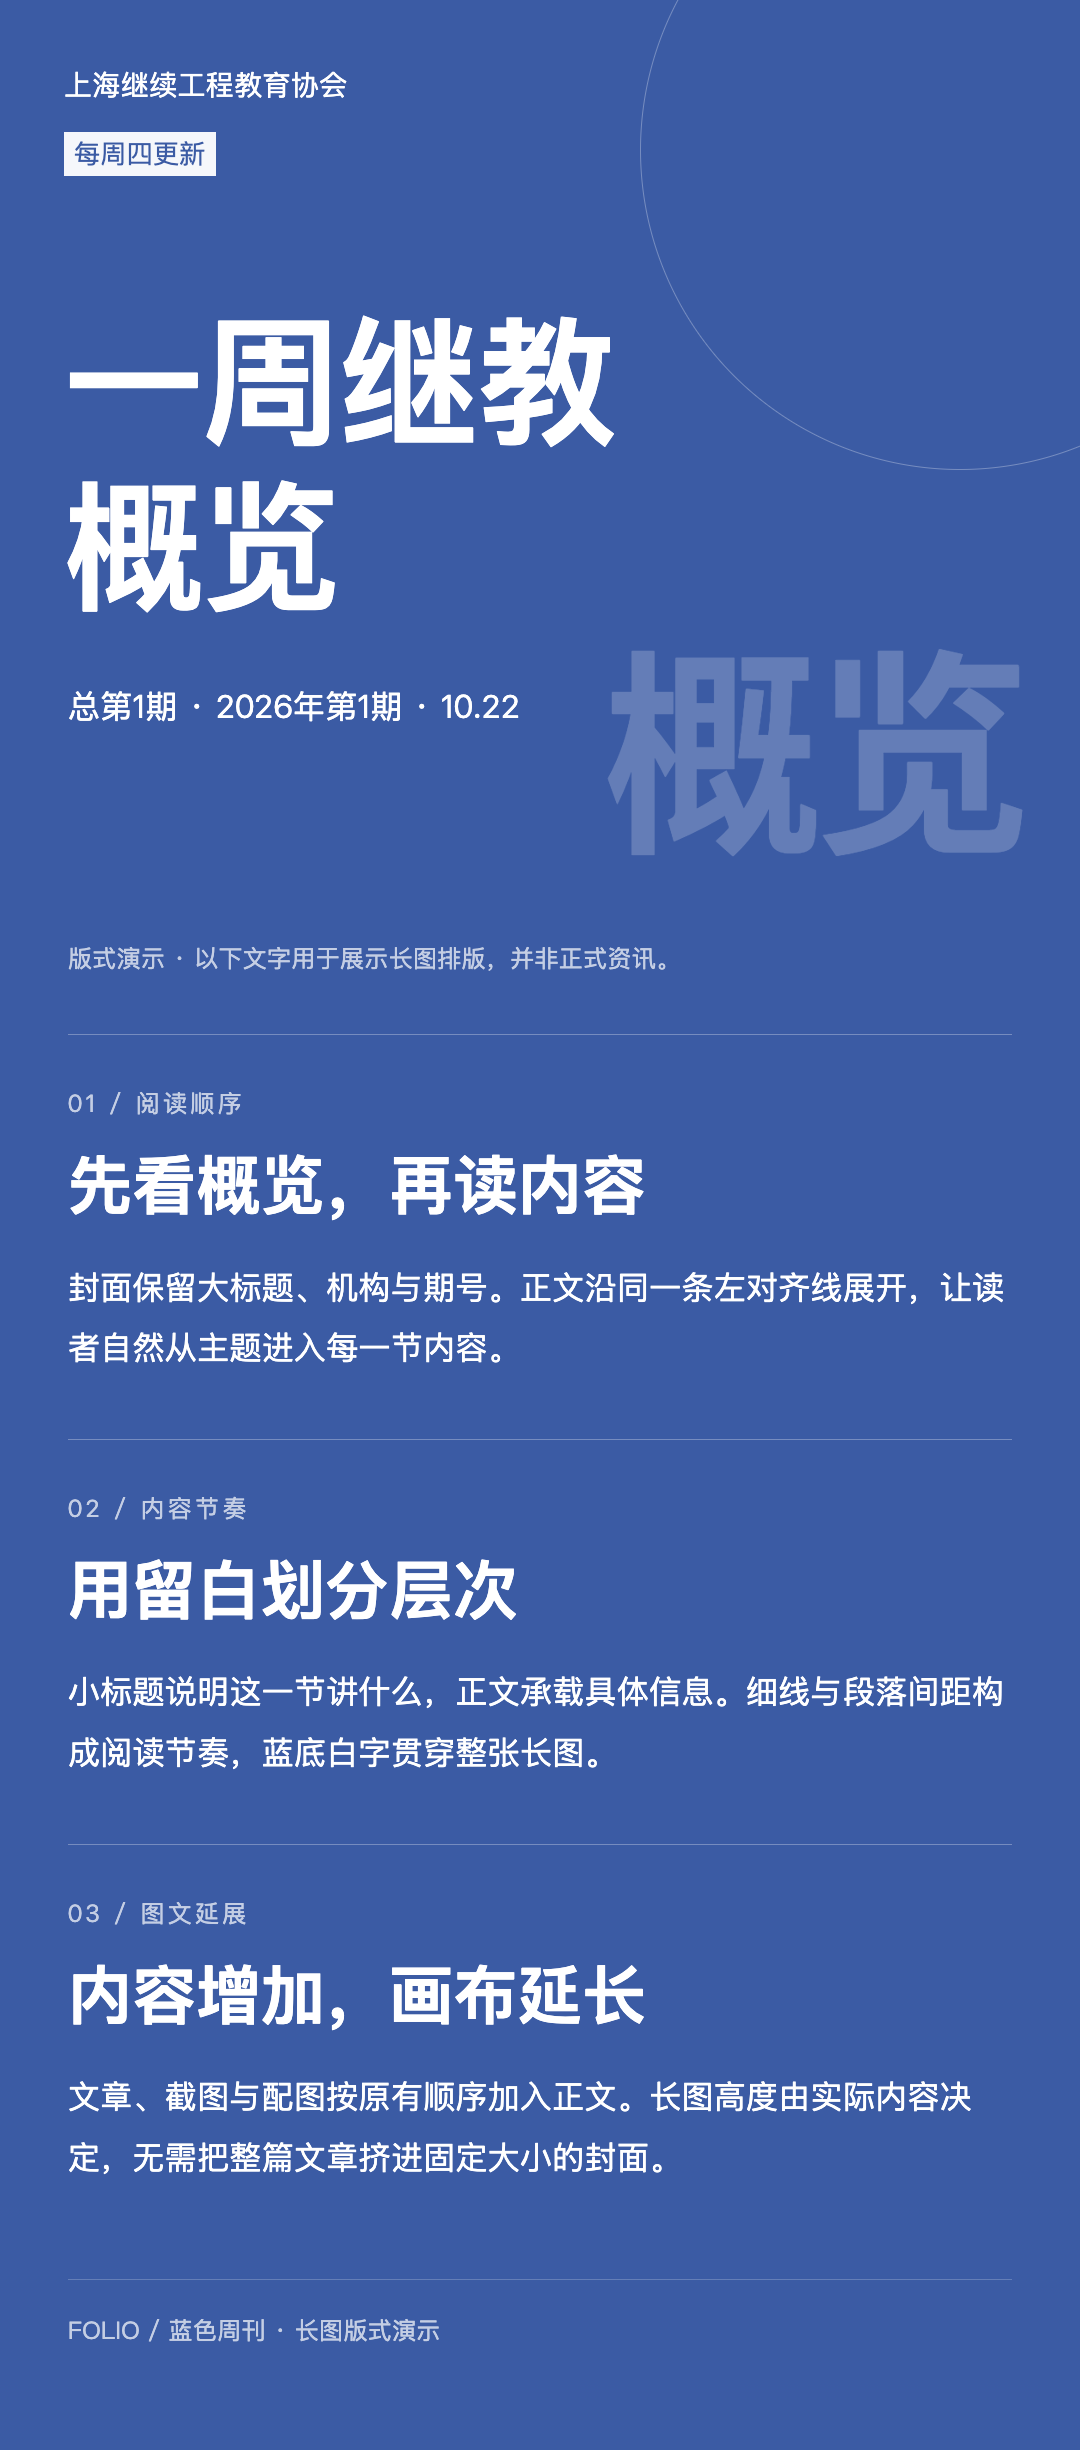 上海继续工程教育协会
每周四更新
一周继教
概览
总第1期 · 2026年第1期 · 10.22
概览
版式演示 · 以下文字用于展示长图排版，并非正式资讯。
01 / 阅读顺序
先看概览，再读内容
封面保留大标题、机构与期号。正文沿同一条左对齐线展开，让读
者自然从主题进入每一节内容。
02 / 内容节奏
用留白划分层次
小标题说明这一节讲什么，正文承载具体信息。细线与段落间距构
成阅读节奏，蓝底白字贯穿整张长图。
03 / 图文延展
内容增加，画布延长
文章、截图与配图按原有顺序加入正文。长图高度由实际内容决
定，无需把整篇文章挤进固定大小的封面。
FOLIO / 蓝色周刊 · 长图版式演示